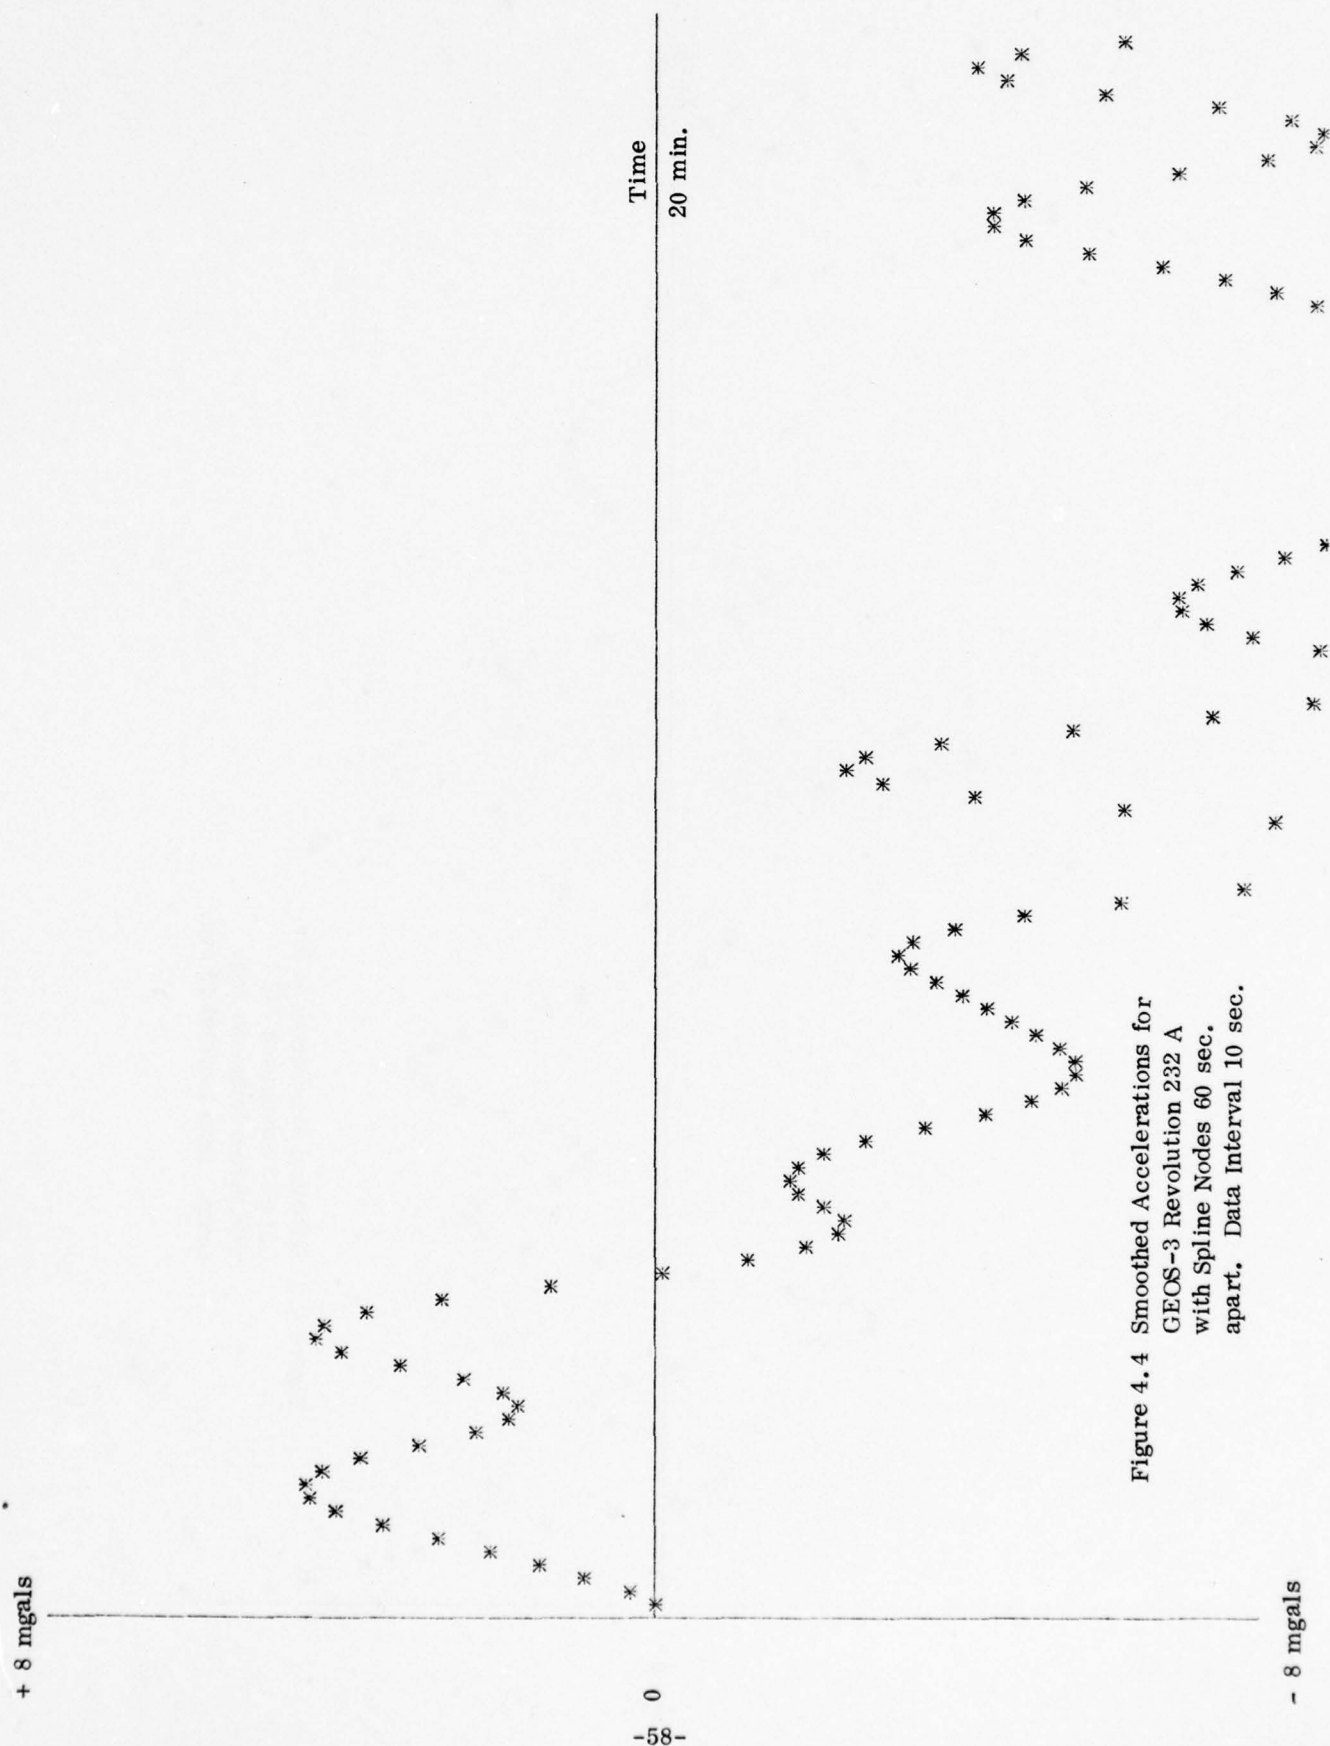 + 8 mgals
0
- 8 mgals
Time
20 min.
Figure 4.4 Smoothed Accelerations for
GEOS-3 Revolution 232 A
with Spline Nodes 60 sec.
apart. Data Interval 10 sec.
-58-